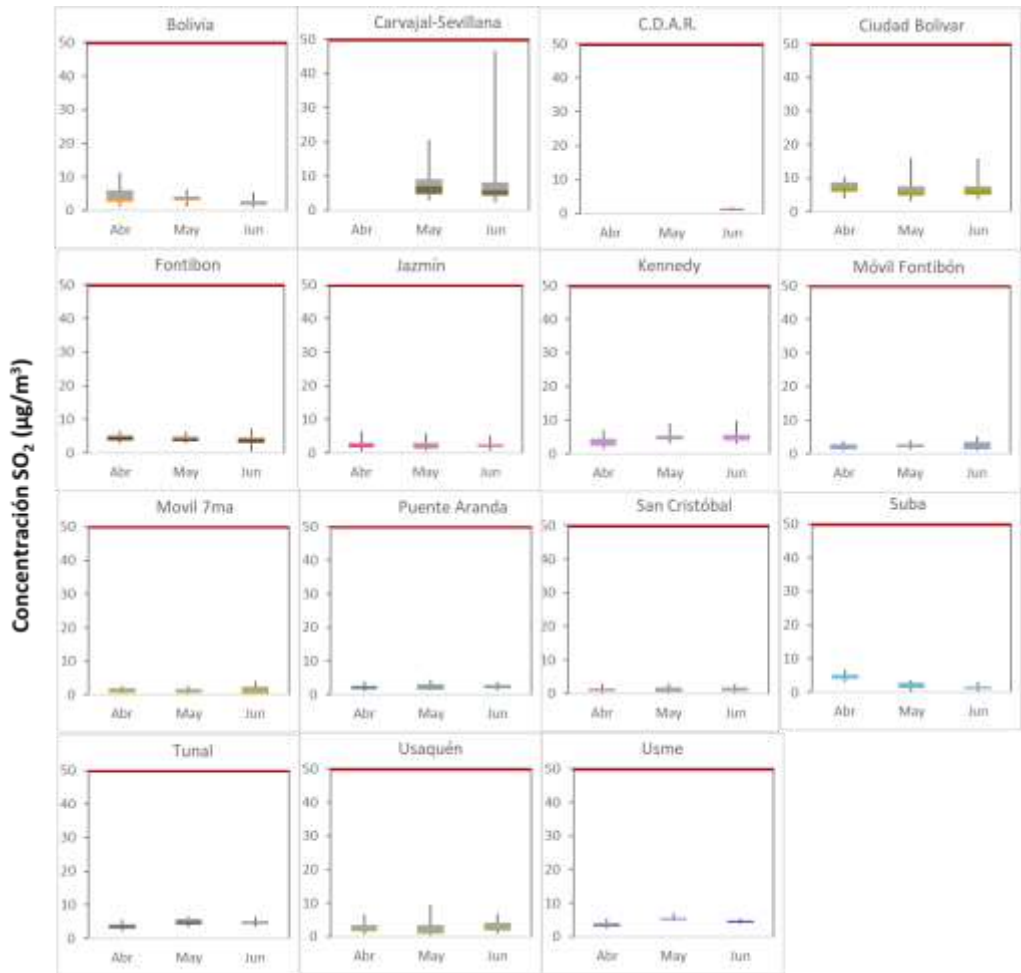 Concentración SO₂ (µg/m³)
Bolivia
50
40
30
20
10
0
Abr May Jun
Carvajal-Sevillana
50
40
30
20
10
0
Abr May Jun
C.D.A.R.
50
40
30
20
10
0
Abr May Jun
Ciudad Bolivar
50
40
30
20
10
0
Abr May Jun
Fontibon
50
40
30
20
10
0
Abr May Jun
Jazmín
50
40
30
20
10
0
Abr May Jun
Kennedy
50
40
30
20
10
0
Abr May Jun
Móvil Fontibón
50
40
30
20
10
0
Abr May Jun
Movil 7ma
50
40
30
20
10
0
Abr May Jun
Puente Aranda
50
40
30
20
10
0
Abr May Jun
San Cristóbal
50
40
30
20
10
0
Abr May Jun
Suba
50
40
30
20
10
0
Abr May Jun
Tunal
50
40
30
20
10
0
Abr May Jun
Usaquén
50
40
30
20
10
0
Abr May Jun
Usme
50
40
30
20
10
0
Abr May Jun